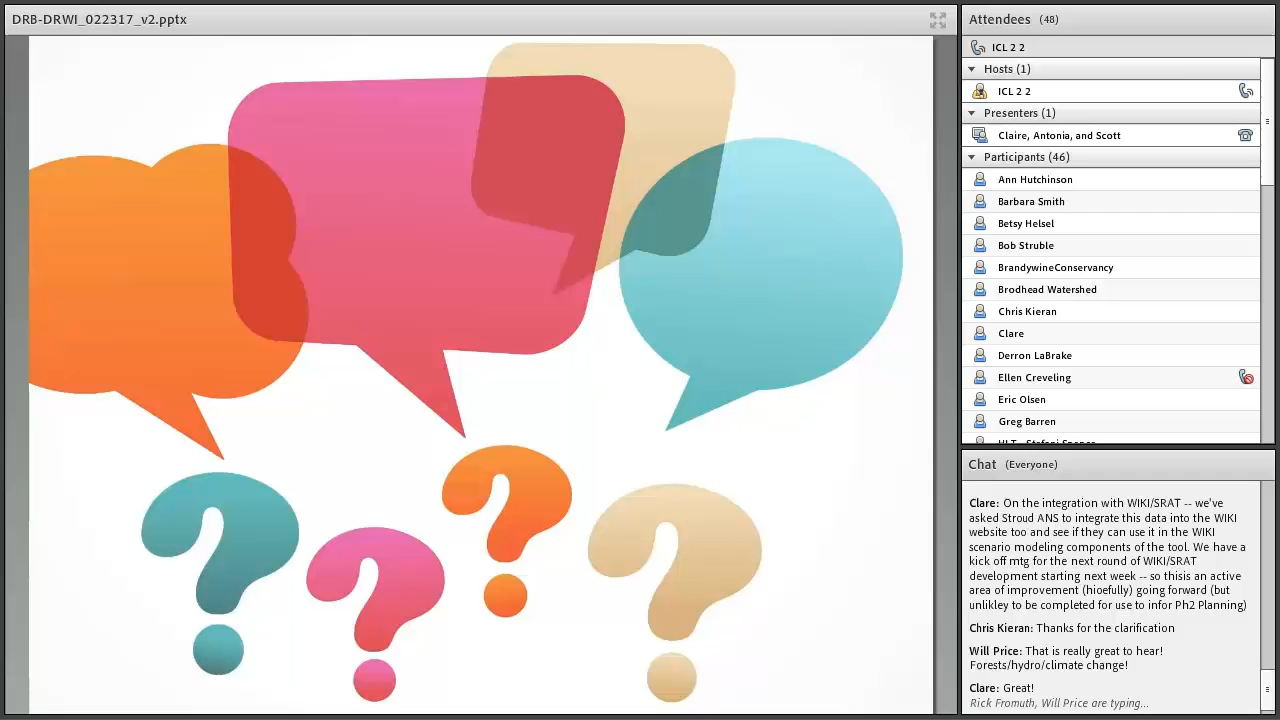 DRB-DRWI_022317_v2.pptx
Attendees (48)
ICL 2 2
Hosts (1)
ICL 2 2
Presenters (1)
Claire, Antonia, and Scott
Participants (46)
Ann Hutchinson
Barbara Smith
Betsy Helsel
Bob Struble
BrandywineConservancy
Brodhead Watershed
Chris Kieran
Clare
Derron LaBrake
Ellen Creveling
Eric Olsen
Greg Barren
Chat (Everyone)
Clare: On the integration with WIKI/SRAT -- we've
asked Stroud ANS to integrate this data into the WIKI
website too and see if they can use it in the WIKI
scenario modeling components of the tool. We have a
kick off mtg for the next round of WIKI/SRAT
development starting next week -- so thisis an active
area of improvement (hioefully) going forward (but
unlikley to be completed for use to infor Ph2 Planning)
Chris Kieran: Thanks for the clarification
Will Price: That is really great to hear!
Forests/hydro/climate change!
Clare: Great!
Rick Fromuth, Will Price are typing...